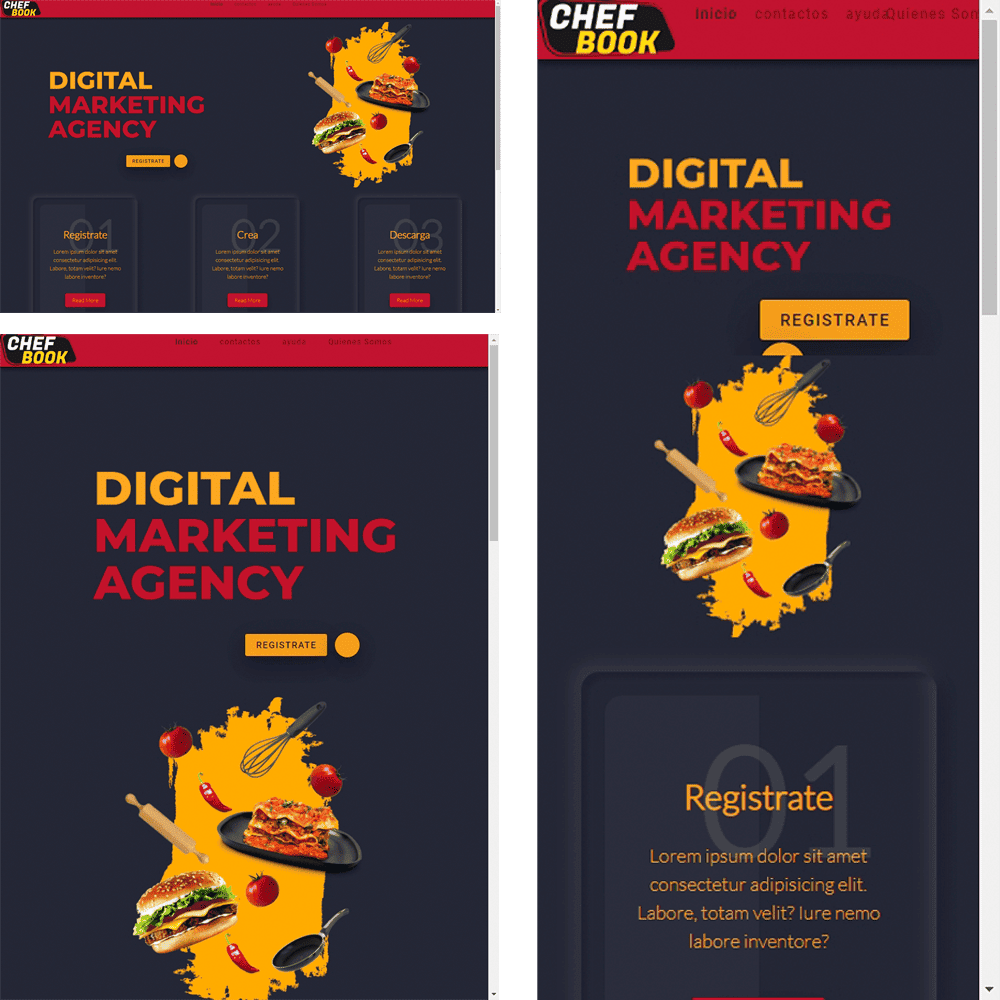 CHEF
BOOK
DIGITAL
MARKETING
AGENCY
REGISTRATE
01
Registrate
Lorem ipsum dolor sit amet
consectetur adipisicing elit.
Labore, totam velit? Iure nemo
labore inventore?
Read More
02
Crea
Lorem ipsum dolor sit amet
consectetur adipisicing elit.
Labore, totam velit? Iure nemo
labore inventore?
Read More
03
Descarga
Lorem ipsum dolor sit amet
consectetur adipisicing elit.
Labore, totam velit? Iure nemo
labore inventore?
Read More
CHEF
BOOK
Inicio contactos ayuda Quienes Somos
DIGITAL
MARKETING
AGENCY
REGISTRATE
CHEF
BOOK
Inicio contactos ayuda Quienes Som
DIGITAL
MARKETING
AGENCY
REGISTRATE
01
Registrate
Lorem ipsum dolor sit amet
consectetur adipisicing elit.
Labore, totam velit? Iure nemo
labore inventore?